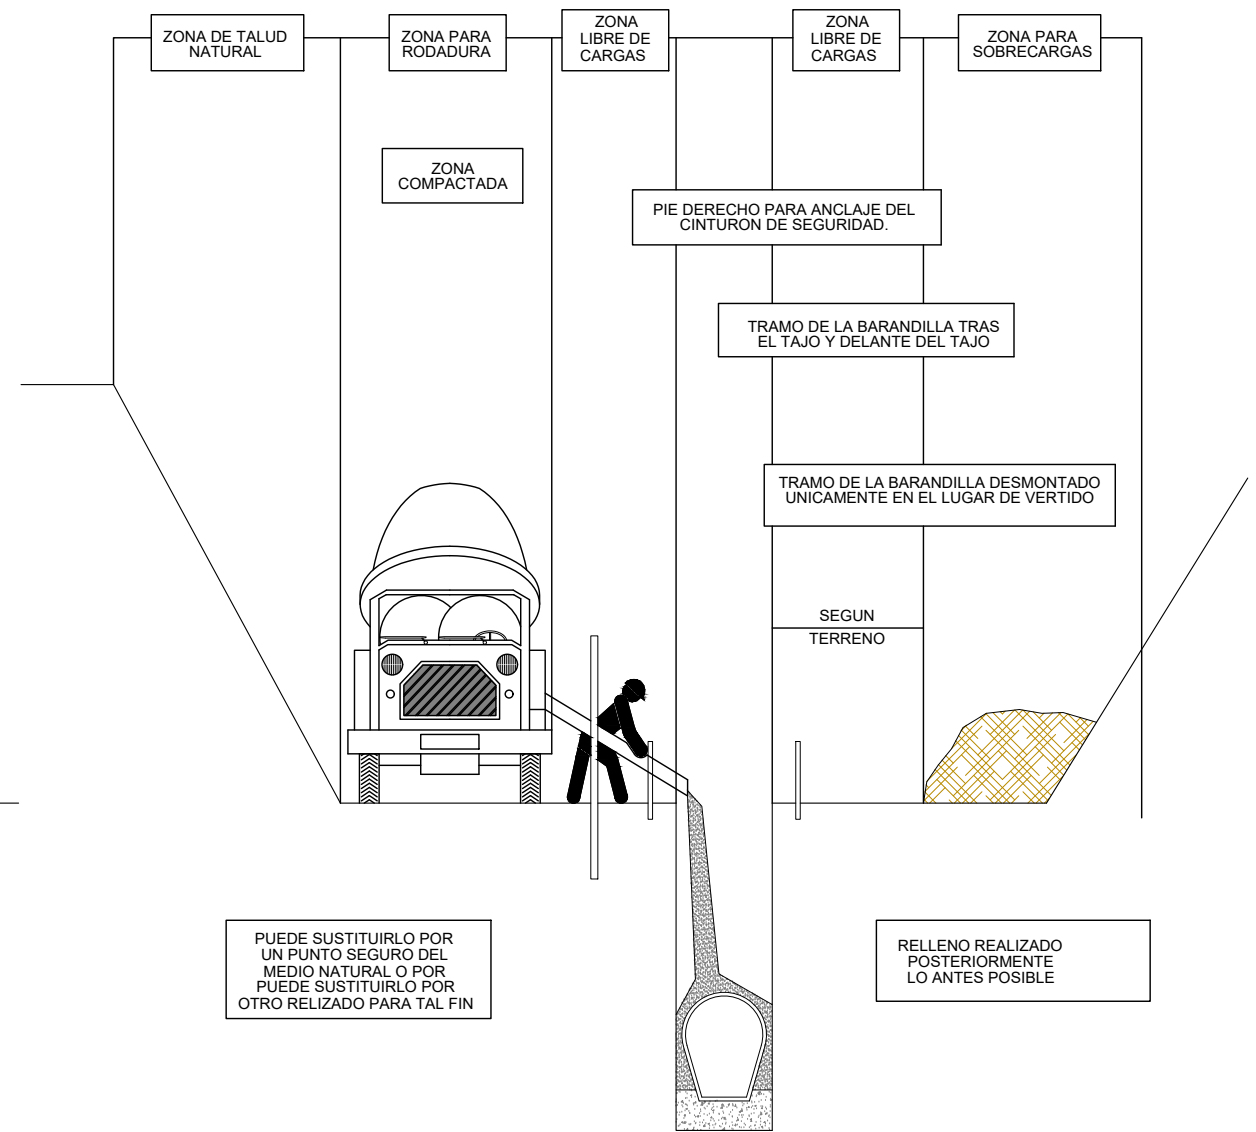 ZONA DE TALUD
NATURAL
ZONA PARA
RODADURA
ZONA
LIBRE DE
CARGAS
ZONA
LIBRE DE
CARGAS
ZONA PARA
SOBRECARGAS
ZONA
COMPACTADA
PIE DERECHO PARA ANCLAJE DEL
CINTURON DE SEGURIDAD.
TRAMO DE LA BARANDILLA TRAS
EL TAJO Y DELANTE DEL TAJO
TRAMO DE LA BARANDILLA DESMONTADO
UNICAMENTE EN EL LUGAR DE VERTIDO
SEGUN
TERRENO
PUEDE SUSTITUIRLO POR
UN PUNTO SEGURO DEL
MEDIO NATURAL O POR
PUEDE SUSTITUIRLO POR
OTRO RELIZADO PARA TAL FIN
RELLENO REALIZADO
POSTERIORMENTE
LO ANTES POSIBLE